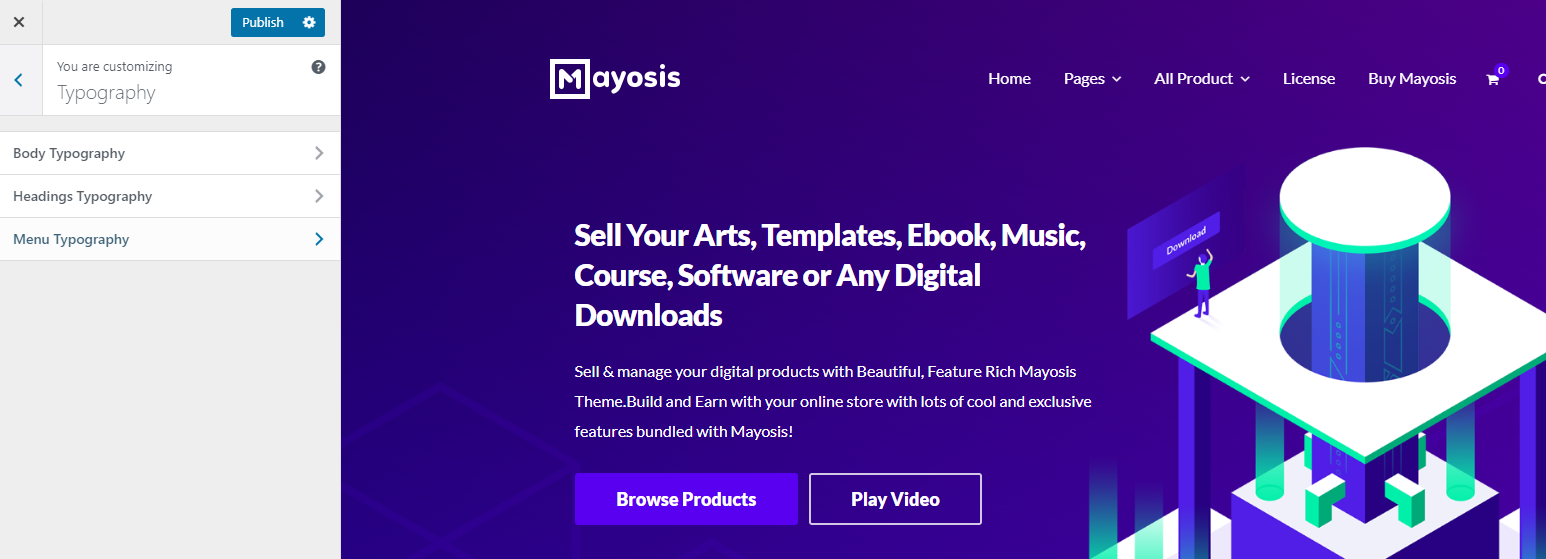 Publish
You are customizing
Typography
Body Typography
Headings Typography
Menu Typography
Mayosis
Home Pages All Product License Buy Mayosis 0
Sell Your Arts, Templates, Ebook, Music,
Course, Software or Any Digital
Downloads
Sell & manage your digital products with Beautiful, Feature Rich Mayosis
Theme.Build and Earn with your online store with lots of cool and exclusive
features bundled with Mayosis!
Browse Products Play Video
Download